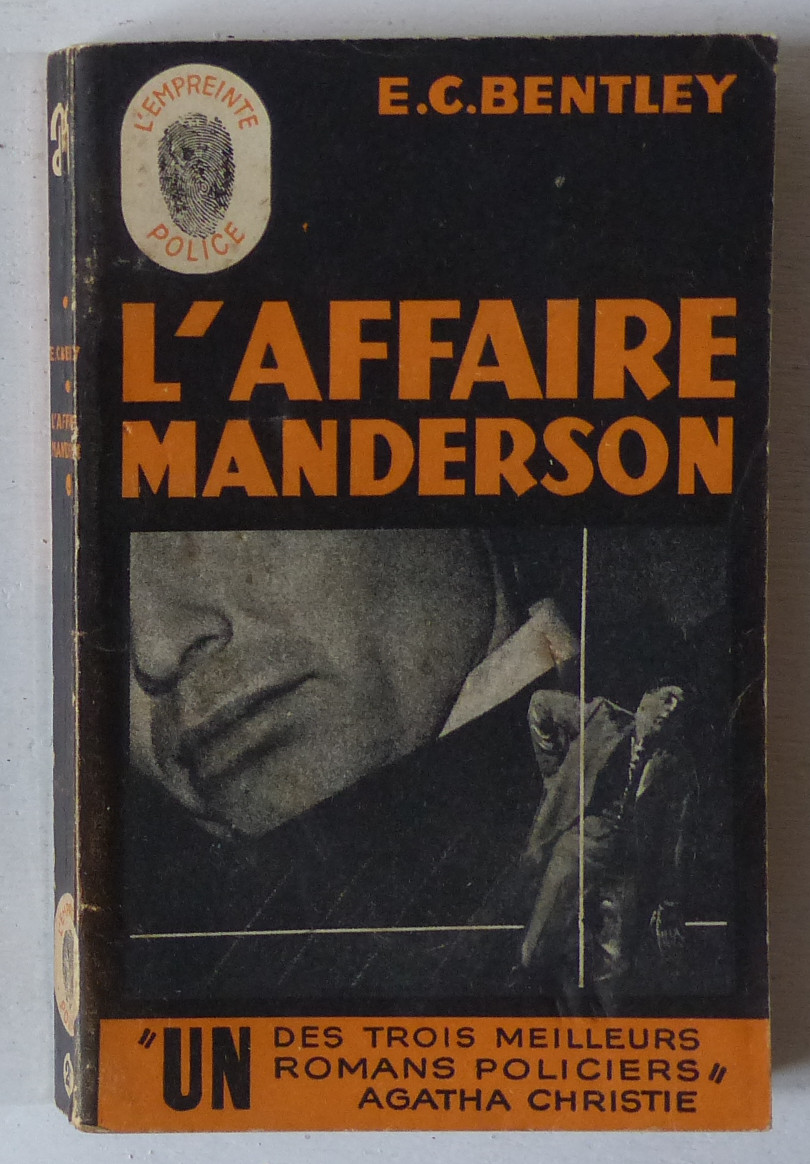 L'EMPREINTE
POLICE
E.C.BENTLEY
L'AFFAIRE
MANDERSON
"UN DES TROIS MEILLEURS
ROMANS POLICIERS"
AGATHA CHRISTIE